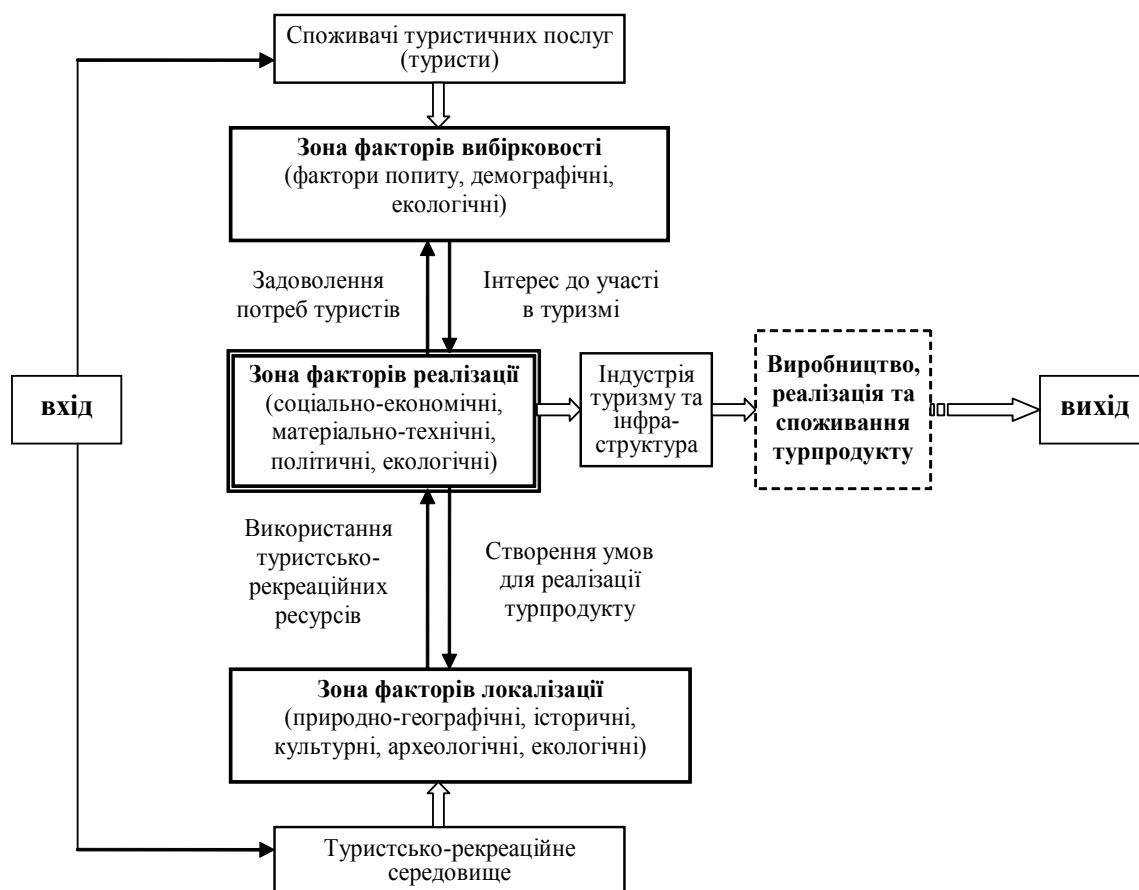 Споживачі туристичних послуг
(туристи)
Зона факторів вибірковості
(фактори попиту, демографічні,
екологічні)
Задоволення
потреб туристів
Інтерес до участі
в туризмі
вхід
Зона факторів реалізації
(соціально-економічні,
матеріально-технічні,
політичні, екологічні)
Індустрія
туризму та
інфра-
структура
Виробництво,
реалізація та
споживання
турпродукту
вихід
Використання
туристсько-
рекреаційних
ресурсів
Створення умов
для реалізації
турпродукту
Зона факторів локалізації
(природно-географічні, історичні,
культурні, археологічні, екологічні)
Туристсько-рекреаційне
середовище